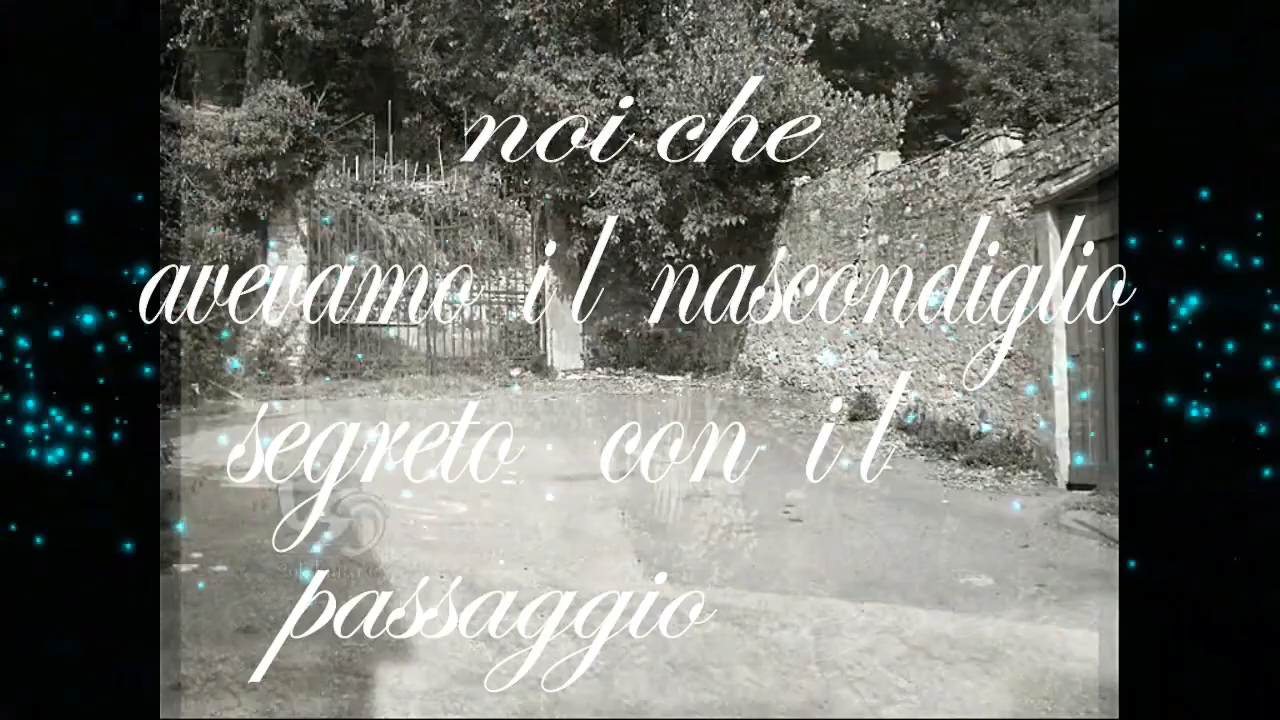 noi che
avevamo il nascondiglio
segreto con il
passaggio